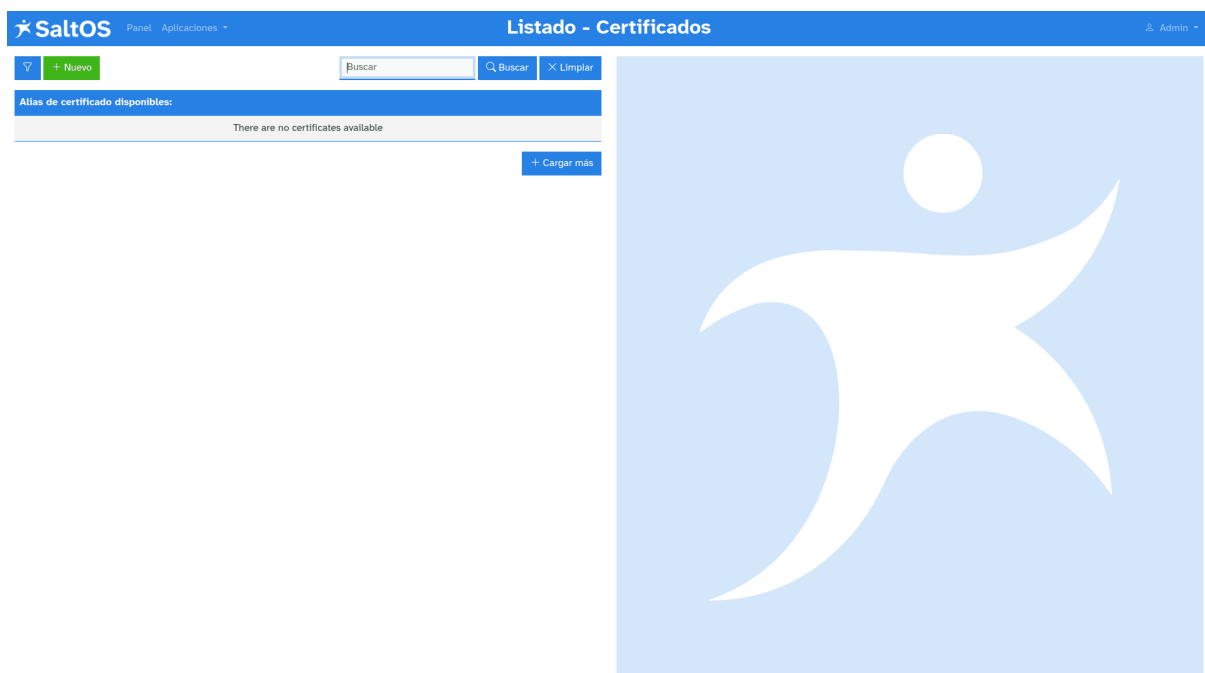 SaltOS Panel Aplicaciones Listado - Certificados Admin
+ Nuevo Buscar Buscar Limpiar
Alias de certificado disponibles:
There are no certificates available
+ Cargar más